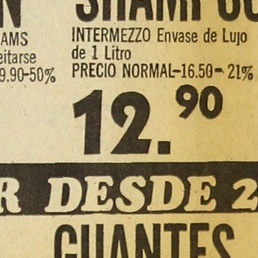 SHAMPOO
AMS
INTERMEZZO Envase de Lujo
eitarse
de 1 Litro
9.90-50%
PRECIO NORMAL-16.50- 21%
12.90
R DESDE 2
GUANTES